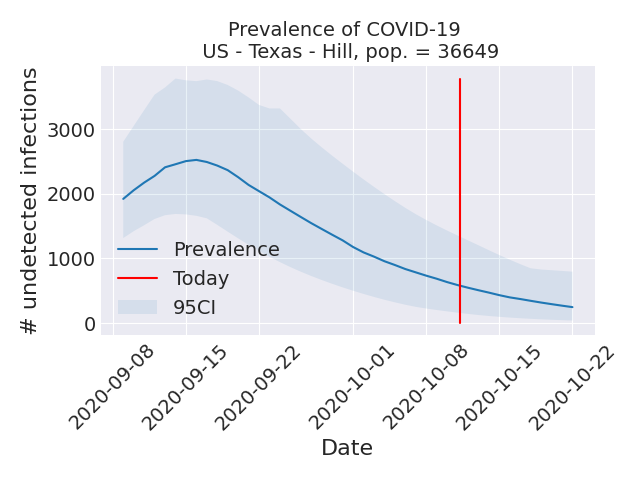 Prevalence of COVID-19
US - Texas - Hill, pop. = 36649
# undetected infections
3000
2000
1000
0
Prevalence
Today
95CI
2020-09-08
2020-09-15
2020-09-22
2020-10-01
2020-10-08
2020-10-15
2020-10-22
Date